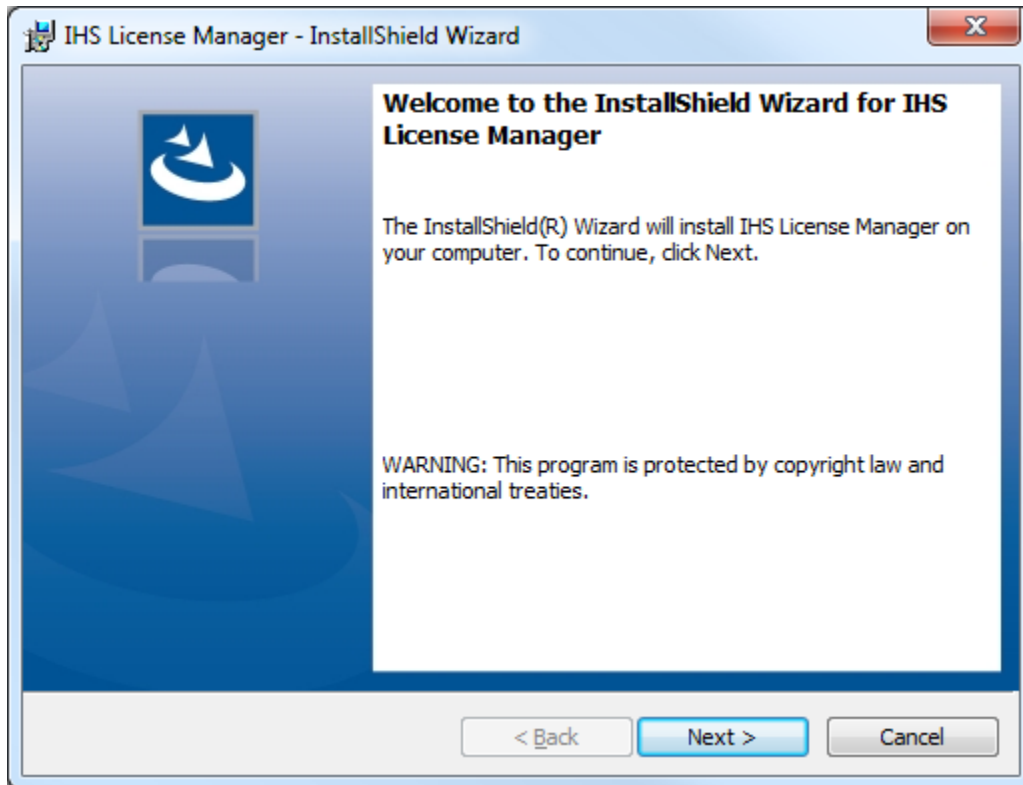 IHS License Manager - InstallShield Wizard
Welcome to the InstallShield Wizard for IHS
License Manager
The InstallShield(R) Wizard will install IHS License Manager on
your computer. To continue, click Next.
WARNING: This program is protected by copyright law and
international treaties.
< Back
Next >
Cancel